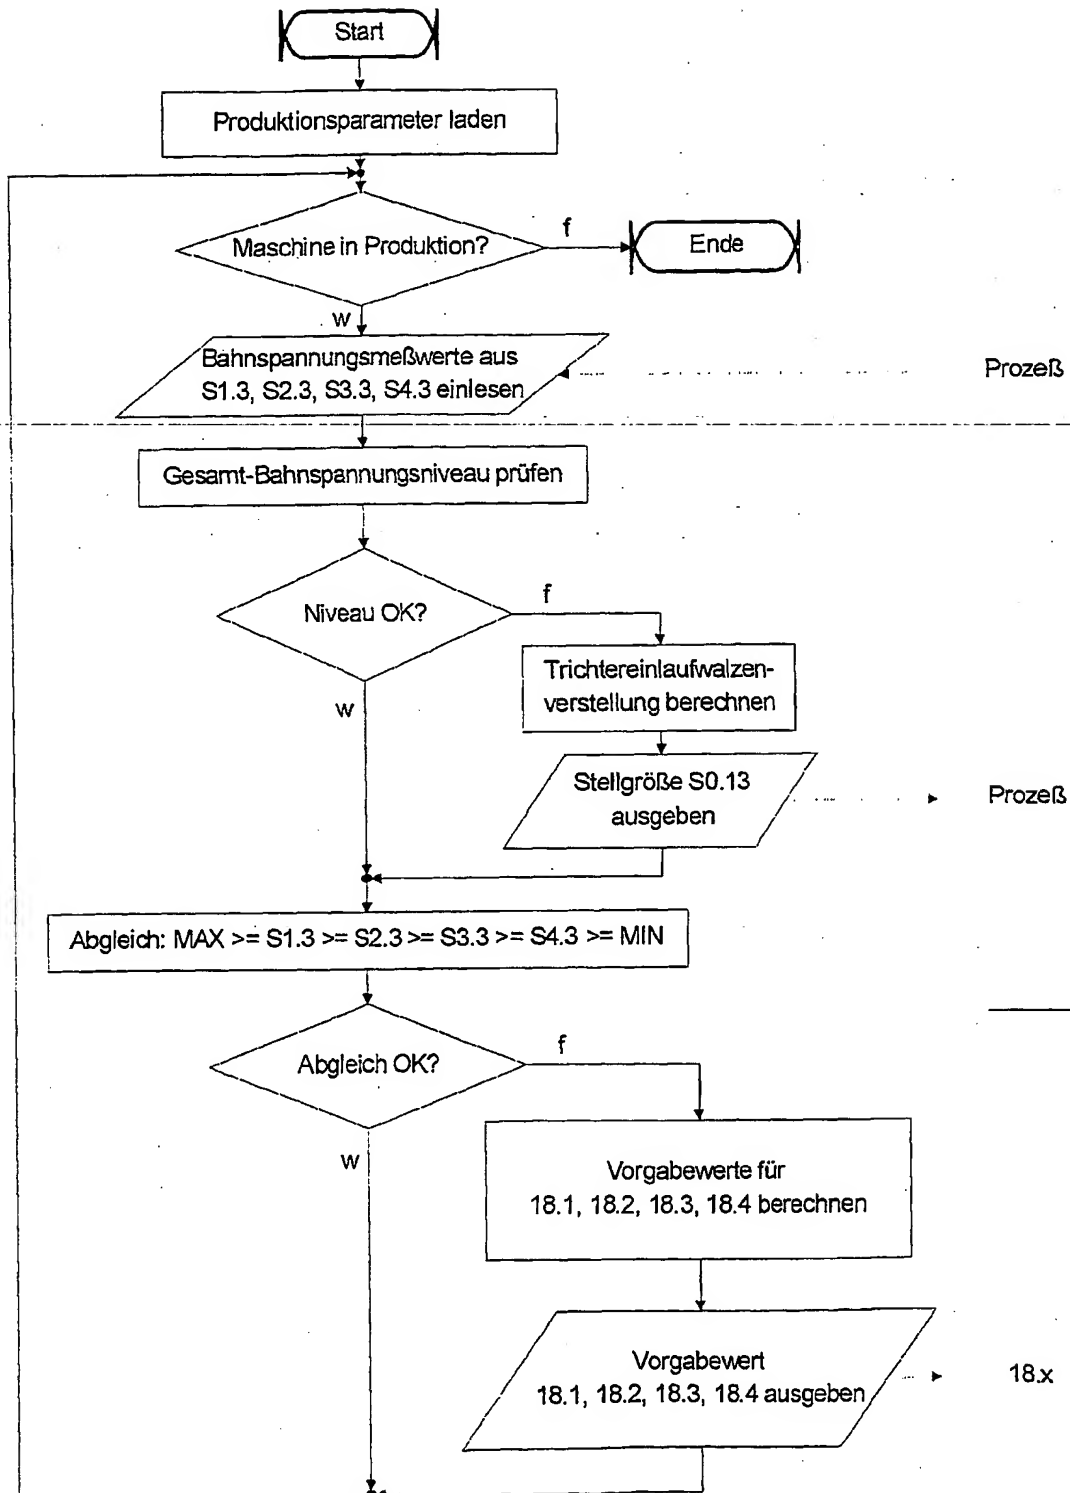 Start
Produktionsparameter laden
Maschine in Produktion?
f
Ende
w
Bahnspannungsmeßwerte aus
S1.3, S2.3, S3.3, S4.3 einlesen
Prozeß
Gesamt-Bahnspannungsniveau prüfen
Niveau OK?
f
Trichtereinlaufwalzen-
verstellung berechnen
w
Stellgröße S0.13
ausgeben
Prozeß
Abgleich: MAX >= S1.3 >= S2.3 >= S3.3 >= S4.3 >= MIN
Abgleich OK?
f
w
Vorgabewerte für
18.1, 18.2, 18.3, 18.4 berechnen
Vorgabewert
18.1, 18.2, 18.3, 18.4 ausgeben
18.x